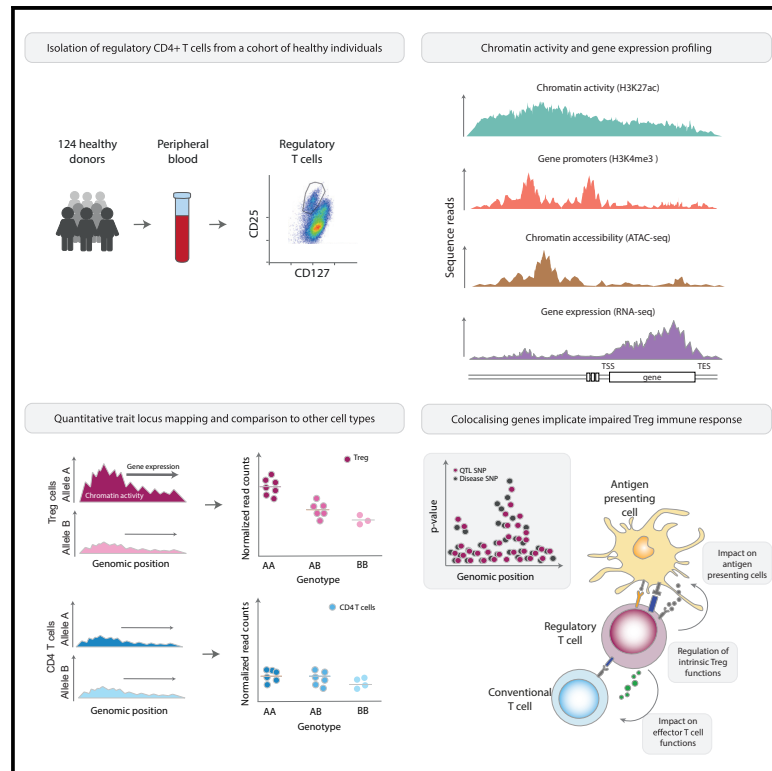 Isolation of regulatory CD4+ T cells from a cohort of healthy individuals
124 healthy
donors
Peripheral
blood
Regulatory
T cells
CD25
CD127
Chromatin activity and gene expression profiling
Sequence reads
Chromatin activity (H3K27ac)
Gene promoters (H3K4me3 )
Chromatin accessibility (ATAC-seq)
Gene expression (RNA-seq)
TSS
TES
gene
Quantitative trait locus mapping and comparison to other cell types
Treg cells
Allele A
Gene expression
Chromatin activity
Allele B
Genomic position
Normalized read counts
Treg
AA
AB
BB
Genotype
CD4 T cells
Allele A
Allele B
Genomic position
Normalized read counts
CD4 T cells
AA
AB
BB
Genotype
Colocalising genes implicate impaired Treg immune response
QTL SNP
Disease SNP
p-value
Genomic position
Antigen
presenting
cell
Impact on
antigen
presenting cells
Regulatory
T cell
Regulation of
intrinsic Treg
functions
Conventional
T cell
Impact on
effector T cell
functions